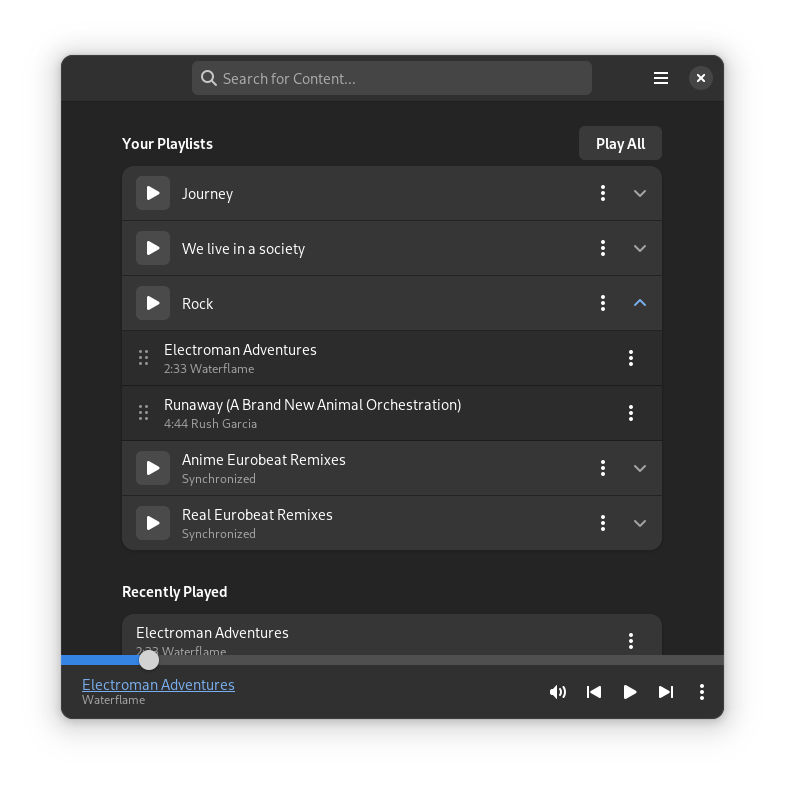 Search for Content...
Your Playlists
Play All
Journey
We live in a society
Rock
Electroman Adventures
2:33 Waterflame
Runaway (A Brand New Animal Orchestration)
4:44 Rush Garcia
Anime Eurobeat Remixes
Synchronized
Real Eurobeat Remixes
Synchronized
Recently Played
Electroman Adventures
2:33 Waterflame
Electroman Adventures
Waterflame